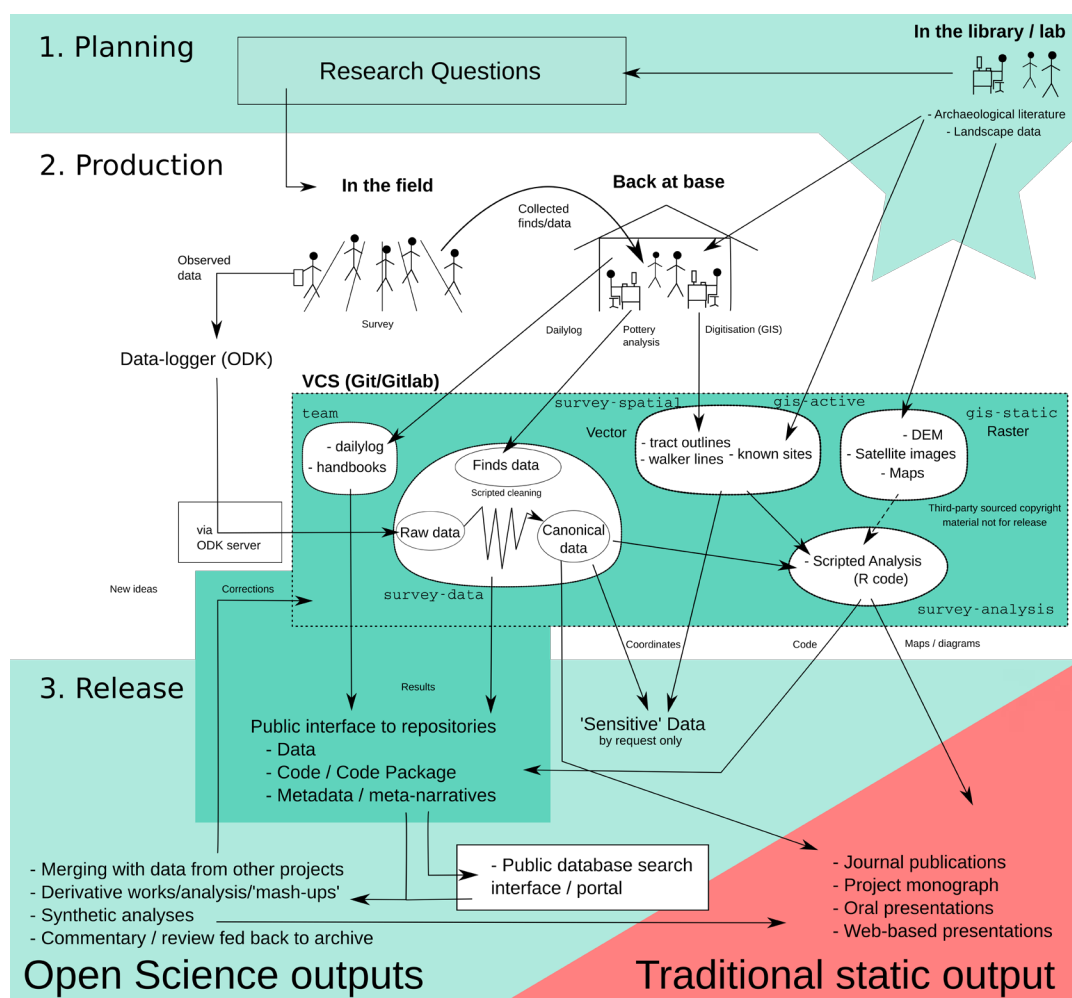 1. Planning
In the library / lab
Research Questions
- Archaeological literature
- Landscape data
2. Production
In the field
Back at base
Collected
finds/data
Observed
data
Survey
Dailylog
Pottery
analysis
Digitisation (GIS)
Data-logger (ODK)
VCS (Git/Gitlab)
team
survey-spatial
gis-active
gis-static
Vector
Raster
- dailylog
- handbooks
Finds data
Scripted cleaning
Raw data
Canonical
data
- tract outlines
- walker lines
- known sites
- DEM
- Satellite images
- Maps
Third-party sourced copyright
material not for release
via
ODK server
- Scripted Analysis
(R code)
survey-data
survey-analysis
New ideas
Corrections
Coordinates
Code
Maps / diagrams
3. Release
Results
Public interface to repositories
- Data
- Code / Code Package
- Metadata / meta-narratives
'Sensitive' Data
by request only
- Merging with data from other projects
- Derivative works/analysis/'mash-ups'
- Synthetic analyses
- Commentary / review fed back to archive
- Public database search
interface / portal
- Journal publications
- Project monograph
- Oral presentations
- Web-based presentations
Open Science outputs
Traditional static output